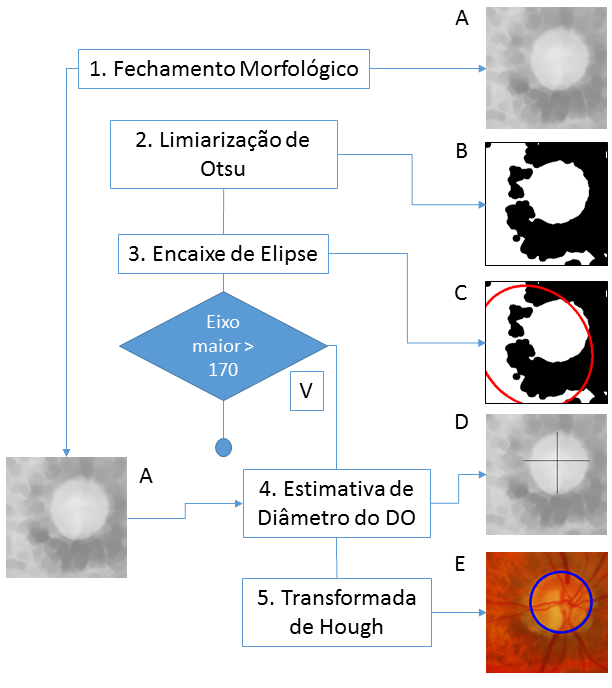 A
1. Fechamento Morfológico
2. Limiarização de
Otsu
B
3. Encaixe de Elipse
C
Eixo
maior >
170
V
D
A
4. Estimativa de
Diâmetro do DO
E
5. Transformada
de Hough